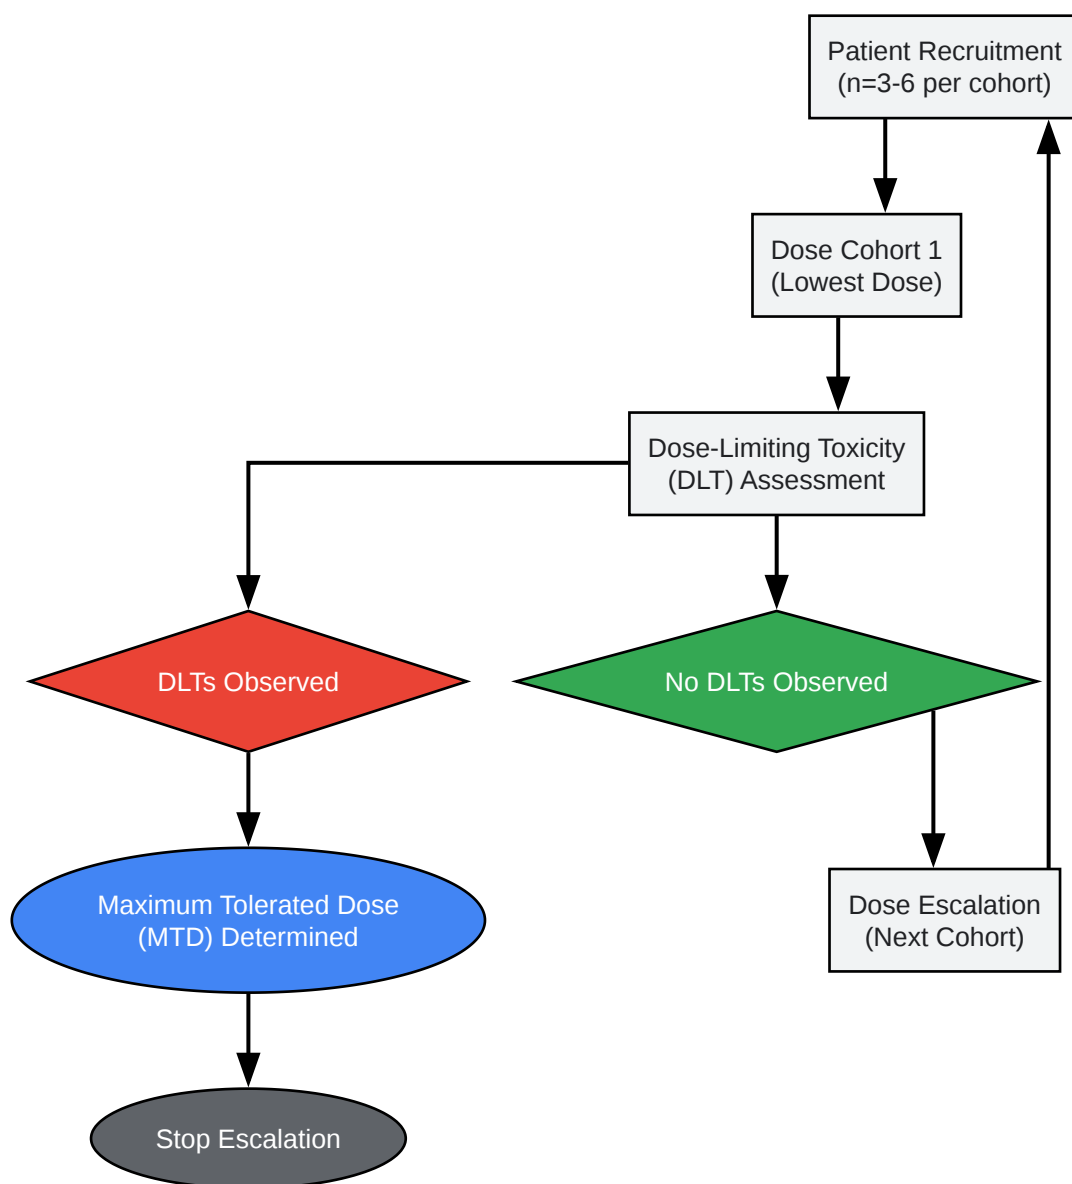 Patient Recruitment
(n=3-6 per cohort)
Dose Cohort 1
(Lowest Dose)
Dose-Limiting Toxicity
(DLT) Assessment
DLTs Observed
No DLTs Observed
Maximum Tolerated Dose
(MTD) Determined
Dose Escalation
(Next Cohort)
Stop Escalation